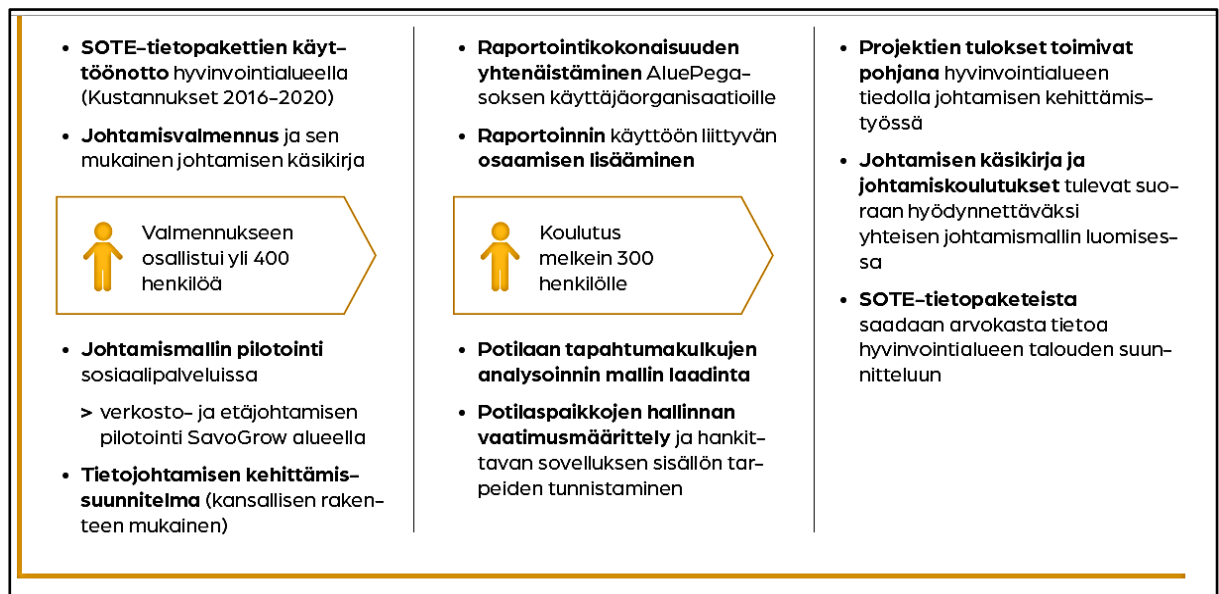 • SOTE-tietopakettien käyt-
töönotto hyvinvointialueella
(Kustannukset 2016-2020)
• Johtamisvalmennus ja sen
mukainen johtamisen käsikirja
Valmennukseen
osallistui yli 400
henkilöä
• Johtamismallin pilotointi
sosiaalipalveluissa
> verkosto- ja etäjohtamisen
pilotointi SavoGrow alueella
• Tietojohtamisen kehittämis-
suunnitelma (kansallisen raken-
teen mukainen)
• Raportointikokonaisuuden
yhtenäistäminen AluePega-
soksen käyttäjäorganisaatioille
• Raportoinnin käyttöön liittyvän
osaamisen lisääminen
Koulutus
melkein 300
henkilölle
• Potilaan tapahtumakulkujen
analysoinnin mallin laadinta
• Potilaspaikkojen hallinnan
vaatimusmäärittely ja hankit-
tavan sovelluksen sisällön tar-
peiden tunnistaminen
• Projektien tulokset toimivat
pohjana hyvinvointialueen
tiedolla johtamisen kehittämis-
työssä
• Johtamisen käsikirja ja
johtamiskoulutukset tulevat suo-
raan hyödynnettäväksi
yhteisen johtamismallin luomises-
sa
• SOTE-tietopaketeista
saadaan arvokasta tietoa
hyvinvointialueen talouden suun-
nitteluun